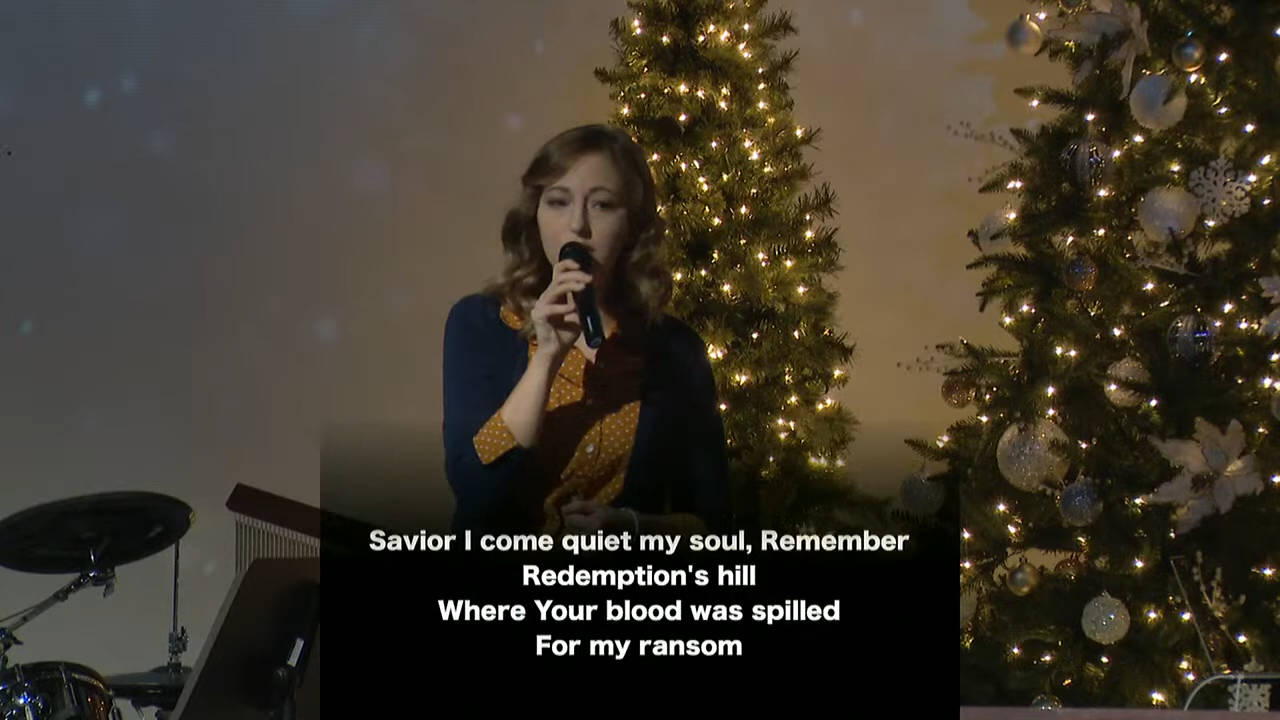 Savior I come quiet my soul, Remember
Redemption's hill
Where Your blood was spilled
For my ransom